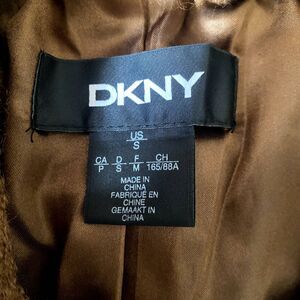 DKNY
US
S
CA D F CH
P S M 165/88A
MADE IN
CHINA
FABRIQUÉ EN
CHINE
GEMAAKT IN
CHINA